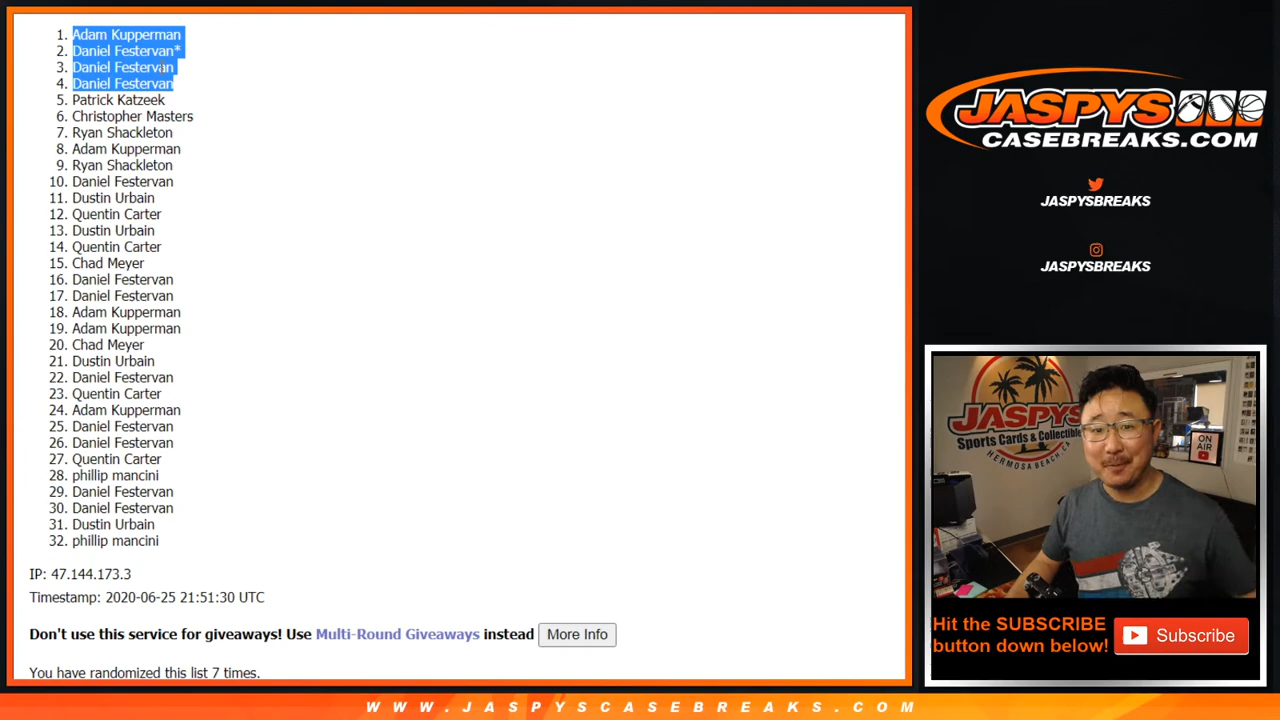 1. Adam Kupperman
2. Daniel Festervan*
3. Daniel Festervan
4. Daniel Festervan
5. Patrick Katzeek
6. Christopher Masters
7. Ryan Shackleton
8. Adam Kupperman
9. Ryan Shackleton
10. Daniel Festervan
11. Dustin Urbain
12. Quentin Carter
13. Dustin Urbain
14. Quentin Carter
15. Chad Meyer
16. Daniel Festervan
17. Daniel Festervan
18. Adam Kupperman
19. Adam Kupperman
20. Chad Meyer
21. Dustin Urbain
22. Daniel Festervan
23. Quentin Carter
24. Adam Kupperman
25. Daniel Festervan
26. Daniel Festervan
27. Quentin Carter
28. phillip mancini
29. Daniel Festervan
30. Daniel Festervan
31. Dustin Urbain
32. phillip mancini
IP: 47.144.173.3
Timestamp: 2020-06-25 21:51:30 UTC
Don't use this service for giveaways! Use Multi-Round Giveaways instead More Info
You have randomized this list 7 times.
JASPYS
CASEBREAKS.COM
JASPYSBREAKS
JASPYSBREAKS
JASPYS
Sports Cards & Collectible
HERMOSA BEACH, CA
ON
AIR
Hit the SUBSCRIBE
button down below!
Subscribe
WWW.JASPYSCASEBREAKS.COM